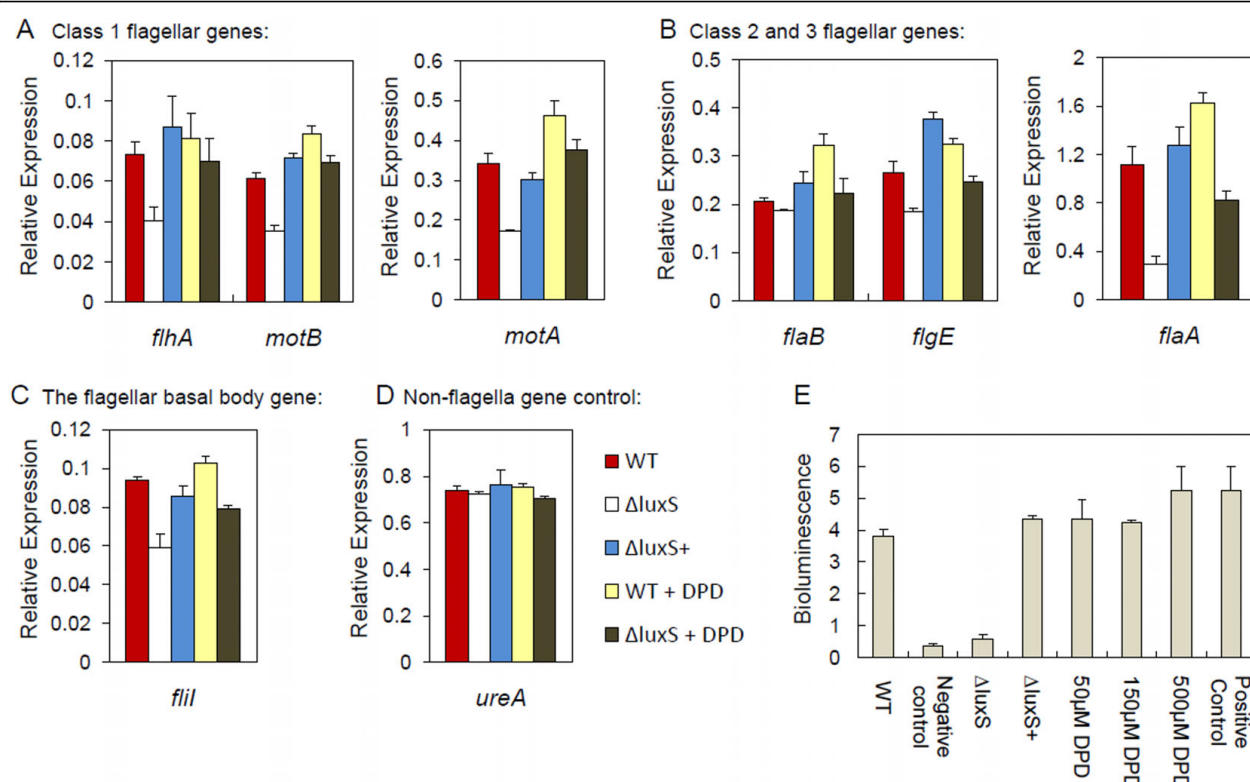 A Class 1 flagellar genes:
Relative Expression
0.12
0.1
0.08
0.06
0.04
0.02
0
flhA motB
Relative Expression
0.6
0.5
0.4
0.3
0.2
0.1
0
motA
B Class 2 and 3 flagellar genes:
Relative Expression
0.5
0.4
0.3
0.2
0.1
0
flaB flgE
Relative Expression
2
1.6
1.2
0.8
0.4
0
flaA
C The flagellar basal body gene:
Relative Expression
0.12
0.1
0.08
0.06
0.04
0.02
0
fliI
D Non-flagella gene control:
Relative Expression
1
0.8
0.6
0.4
0.2
0
ureA
WT
ΔluxS
ΔluxS+
WT + DPD
ΔluxS + DPD
E
Bioluminescence
7
6
5
4
3
2
1
0
WT
Negative
control
ΔluxS
ΔluxS+
50µM DPD
150µM DPD
500µM DPD
Positive
Control